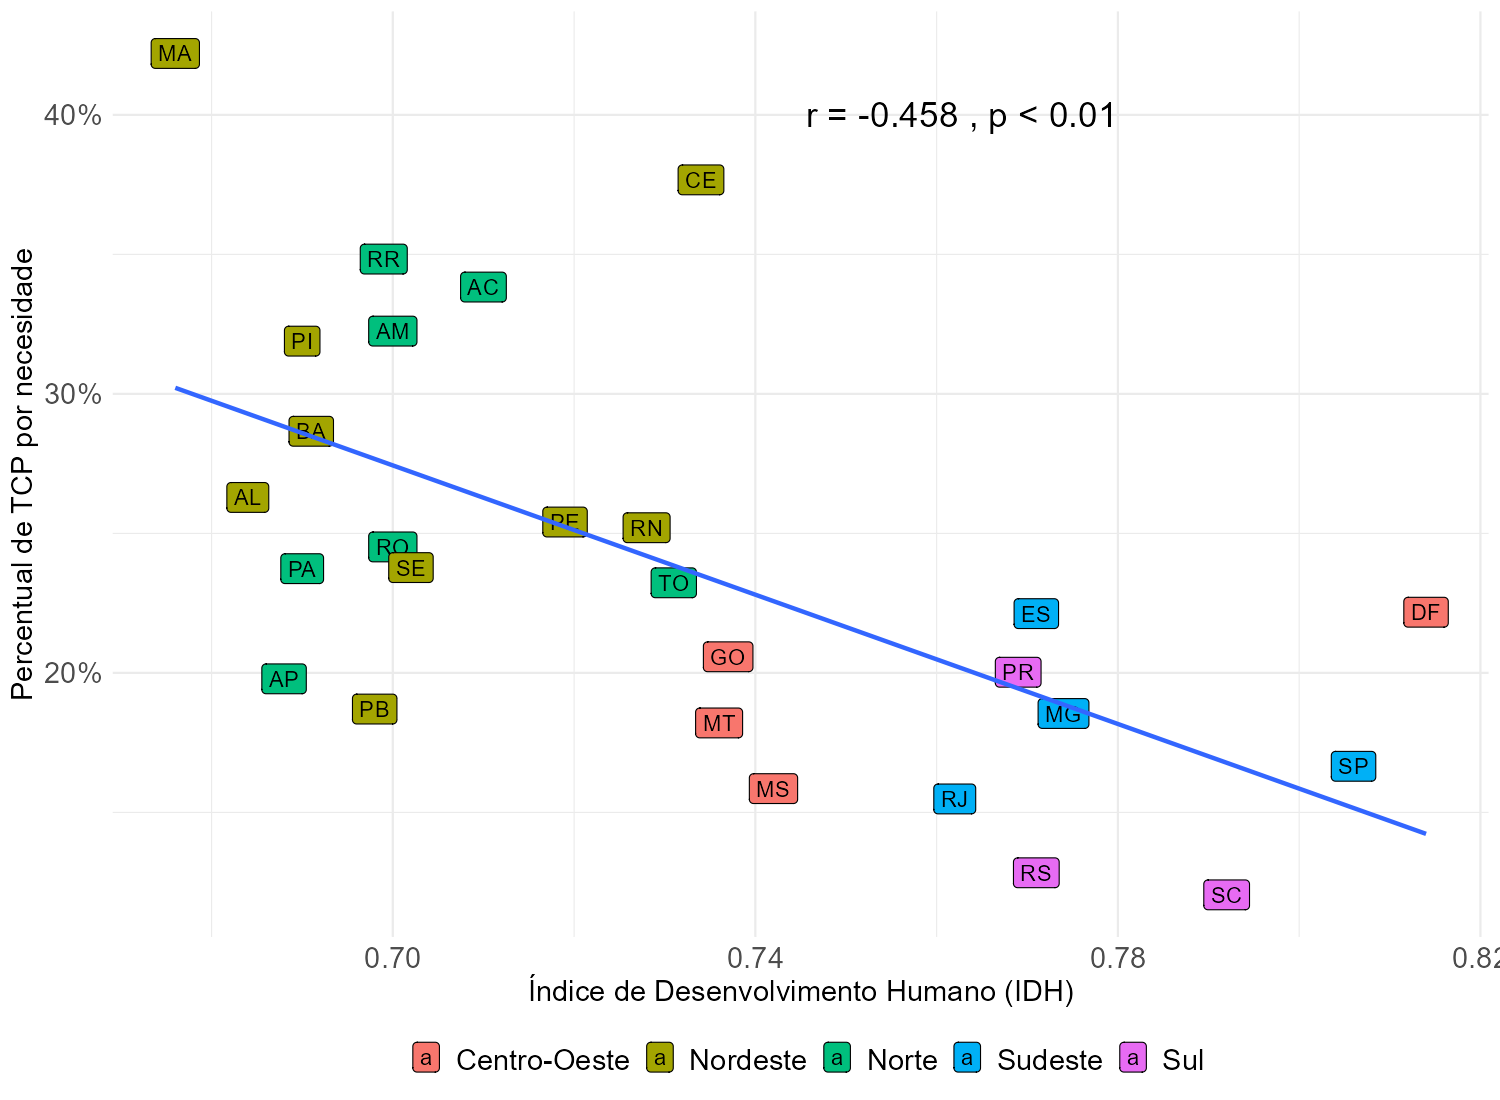 MA
40%
r = -0.458 , p < 0.01
CE
RR
AC
AM
PI
30%
BA
AL
PE
RN
RO
SE
PA
TO
ES
DF
GO
PR
20%
AP
PB
MG
MT
SP
MS
RJ
RS
SC
Percentual de TCP por necesidade
0.70
0.74
0.78
0.82
Índice de Desenvolvimento Humano (IDH)
a Centro-Oeste a Nordeste a Norte a Sudeste a Sul